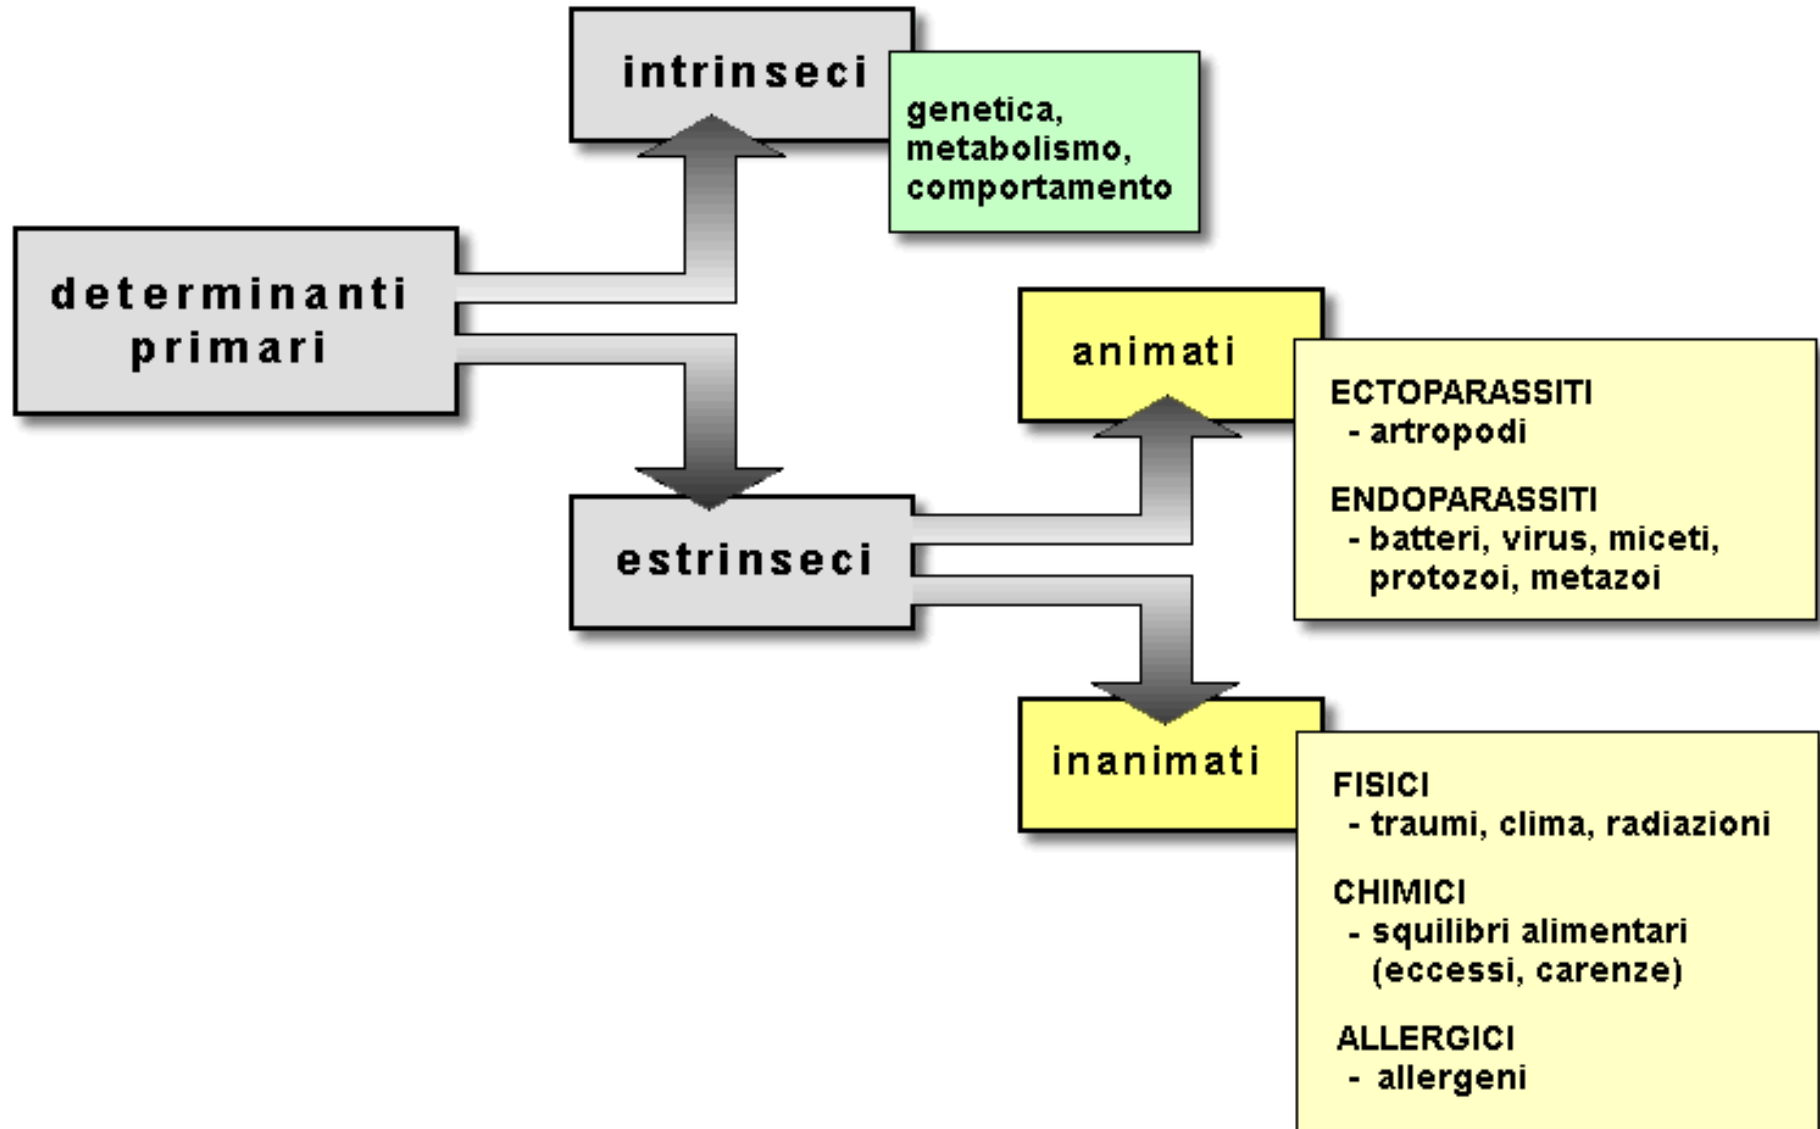 intrinseci
genetica,
metabolismo,
comportamento
determinanti
primari
animati
ECTOPARASSITI
- artropodi
ENDOPARASSITI
- batteri, virus, miceti,
protozoi, metazoi
estrinseci
inanimati
FISICI
- traumi, clima, radiazioni
CHIMICI
- squilibri alimentari
(eccessi, carenze)
ALLERGICI
- allergeni